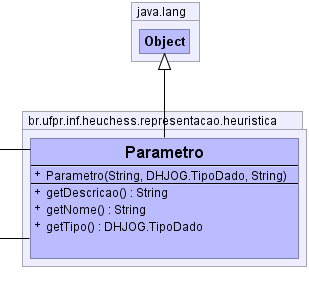 java.lang
Object
br.ufpr.inf.heuchess.representacao.heuristica
Parametro
+ Parametro(String, DHJOG.TipoDado, String)
+ getDescricao() : String
+ getNome() : String
+ getTipo() : DHJOG.TipoDado